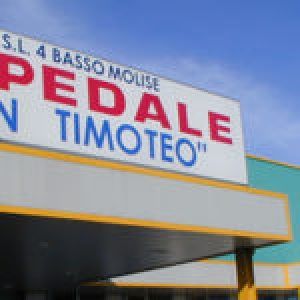 S.L. 4 BASSO MOLISE
PEDALE
N TIMOTEO"